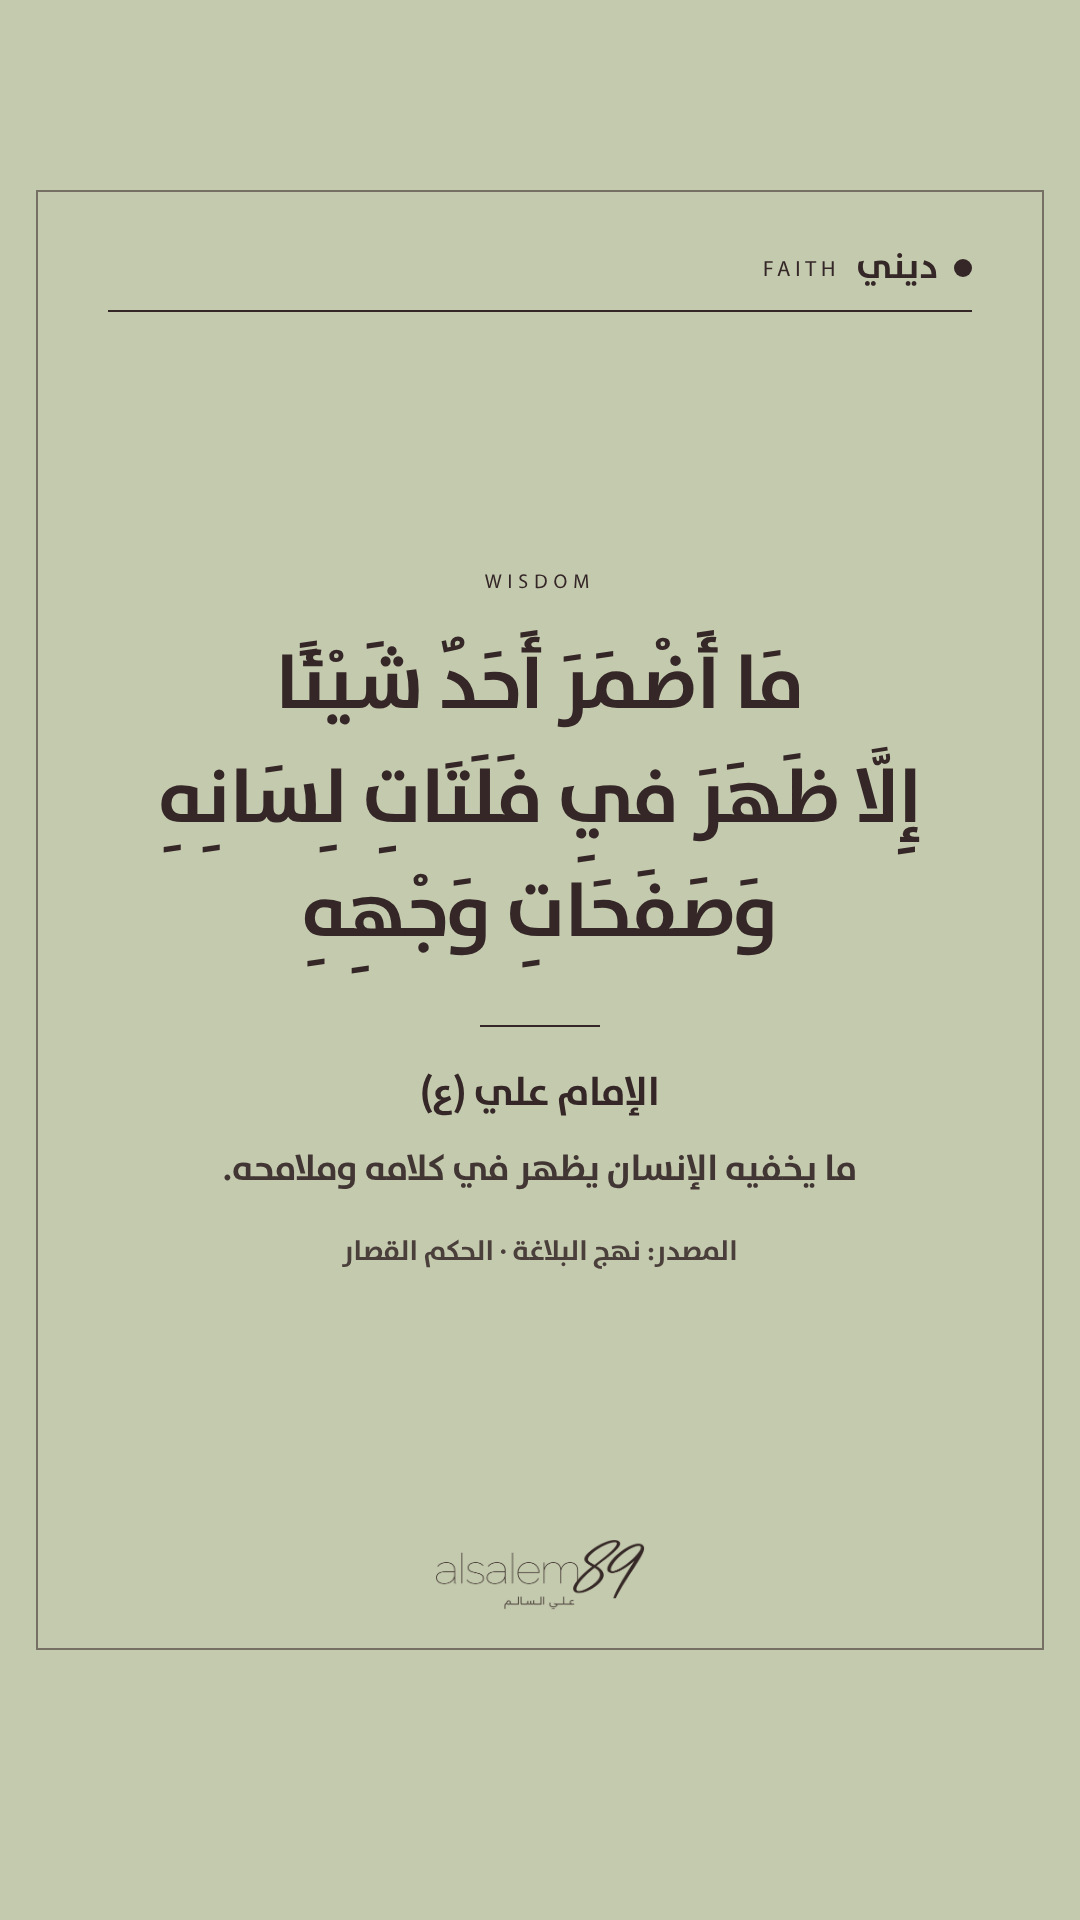 ديني FAITH
WISDOM
مَا أَضْمَرَ أَحَدٌ شَيْئًَا
إِلَّا ظَهَرَ فِي فَلَتَاتِ لِسَانِهِ
وَصَفَحَاتِ وَجْهِهِ
الإمام علي (ع)
ما يخفيه الإنسان يظهر في كلامه وملامحه.
المصدر: نهج البلاغة · الحكم القصار
alsalem89
علي السالم